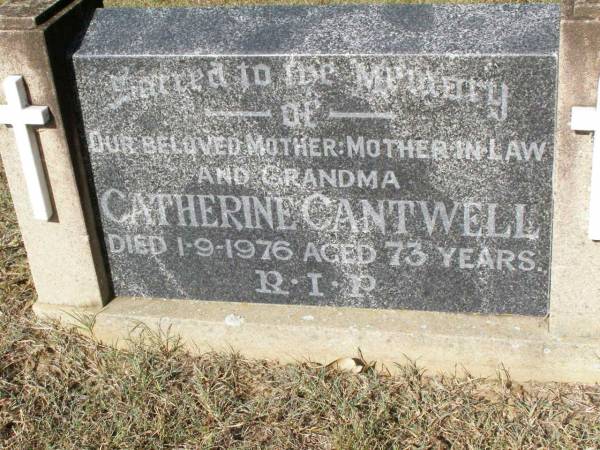 Sacred to the Memory
of
OUR BELOVED MOTHER: MOTHER IN LAW
AND GRANDMA
CATHERINE CANTWELL
DIED 1-9-1976 AGED 73 YEARS.
R·I·P